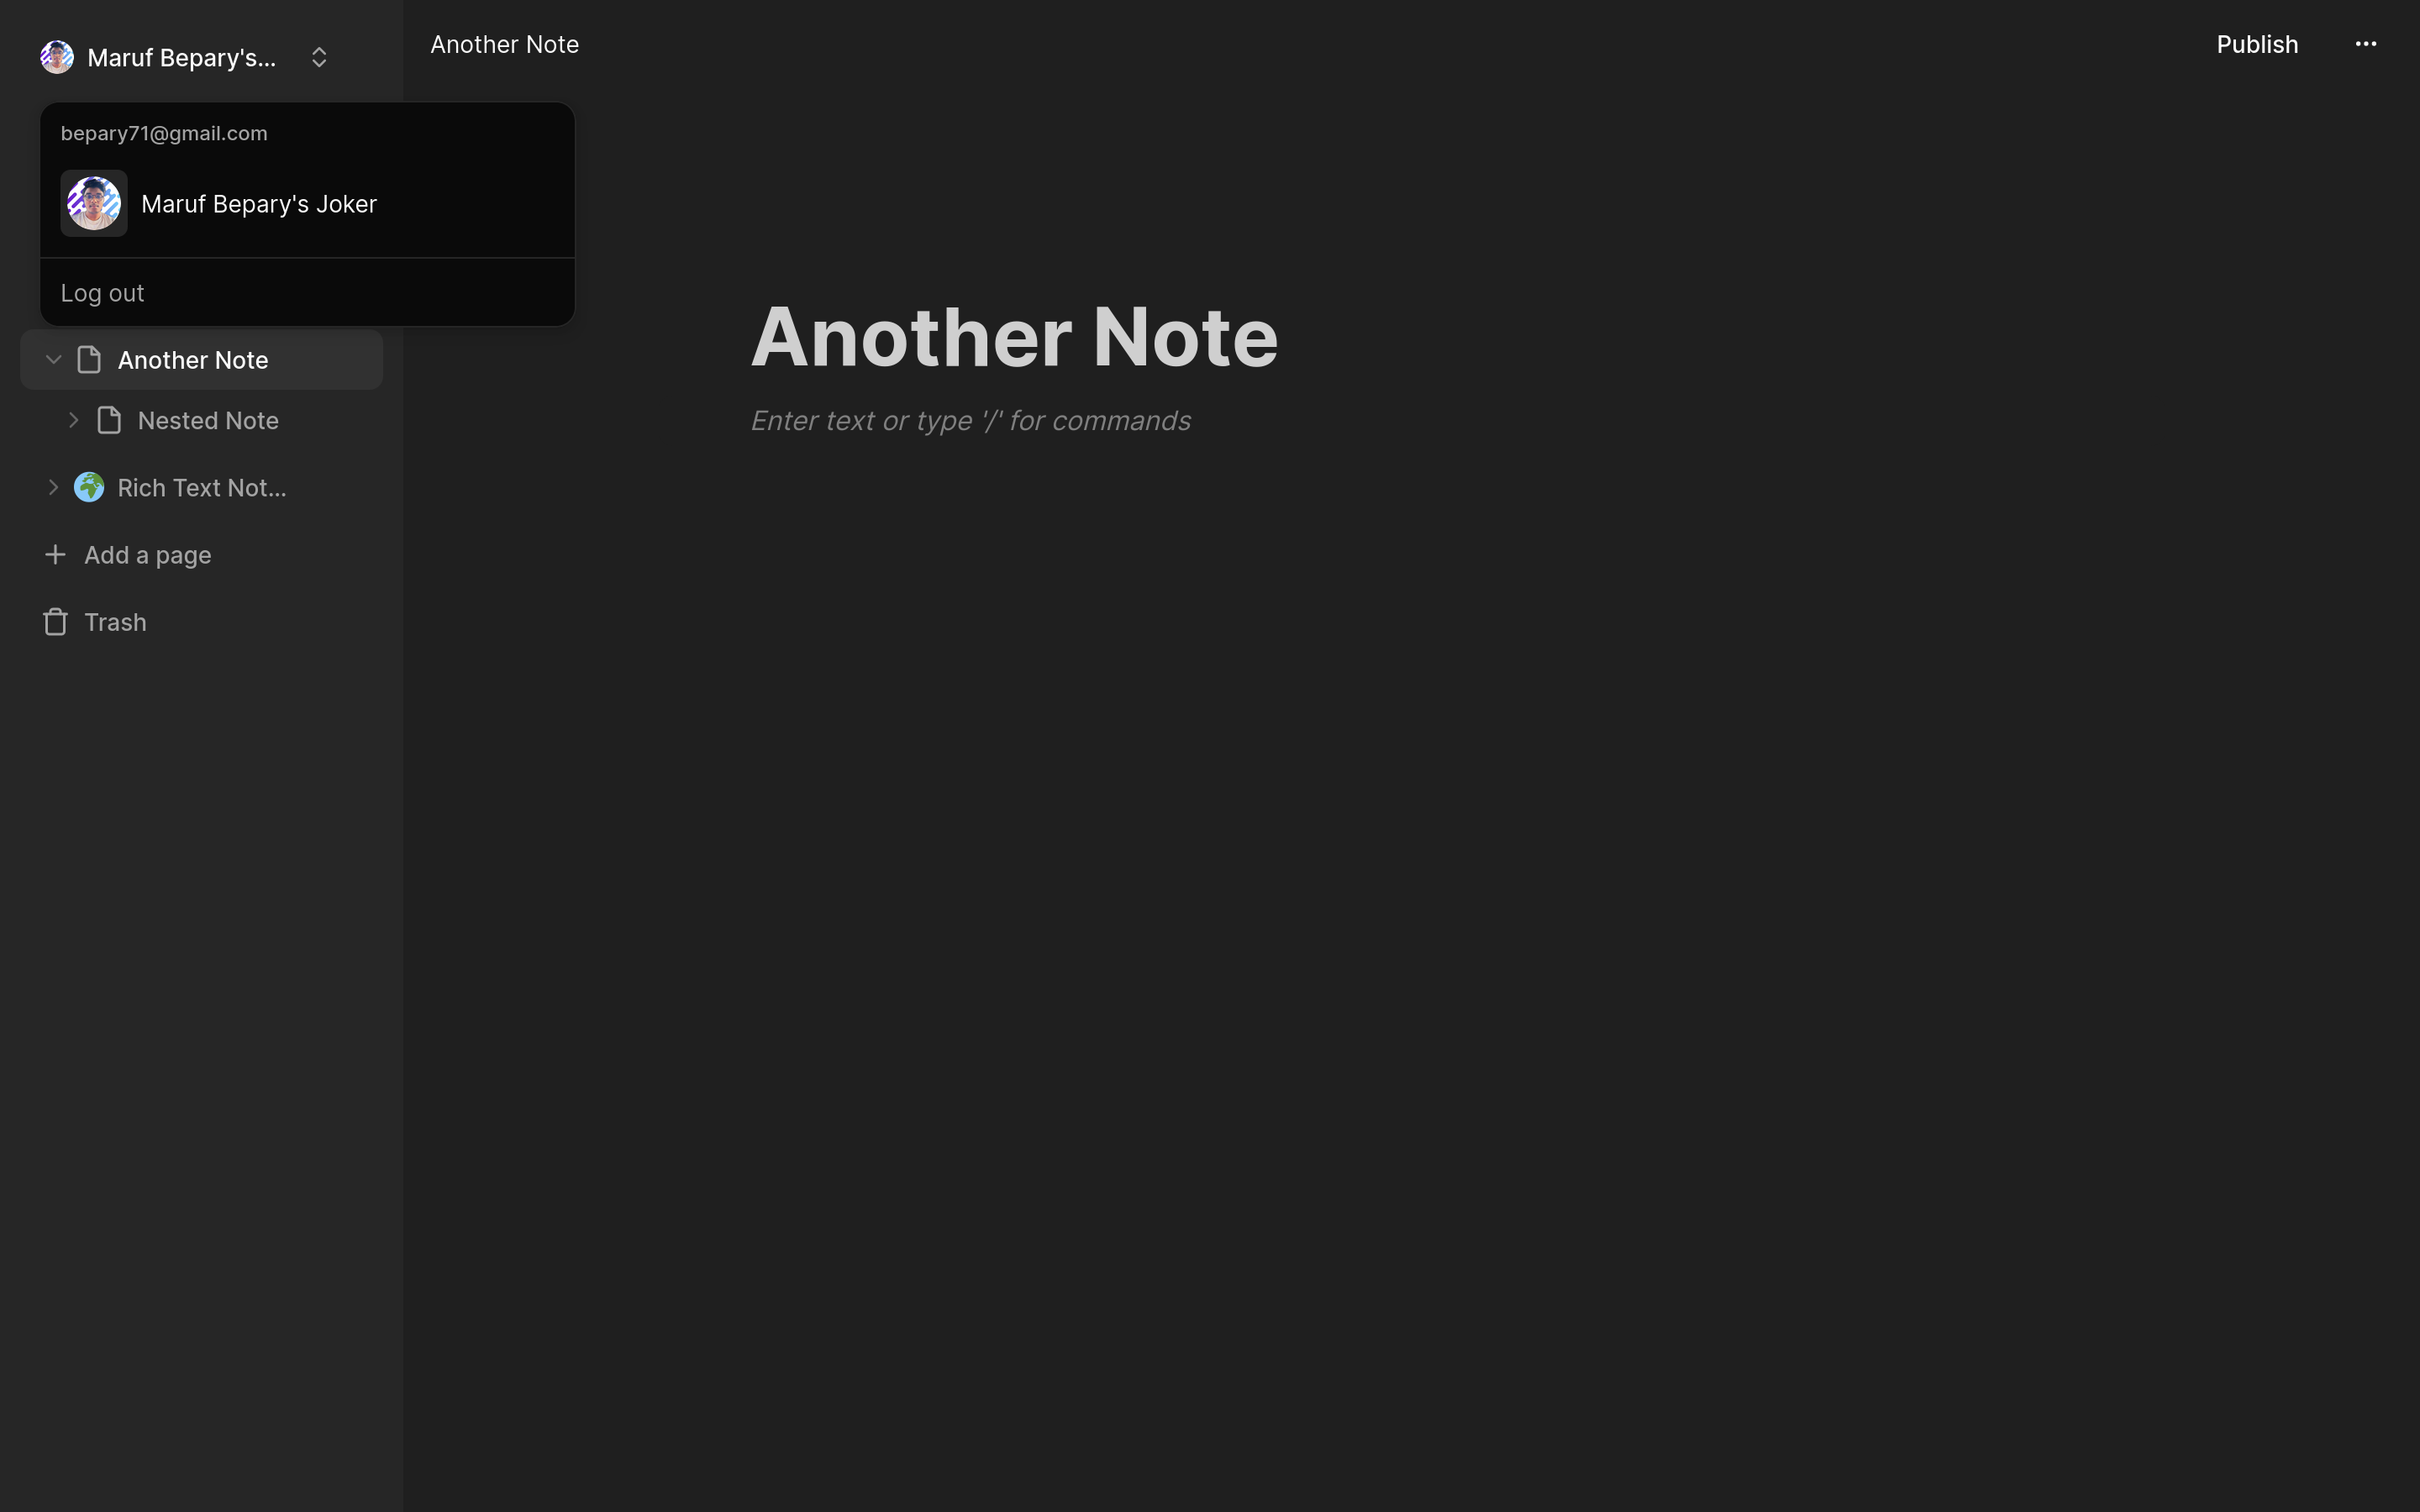 Maruf Bepary's...
Another Note
Publish
bepary71@gmail.com
Maruf Bepary's Joker
Log out
Another Note
Nested Note
Rich Text Not...
Add a page
Trash
Another Note
Enter text or type '/' for commands